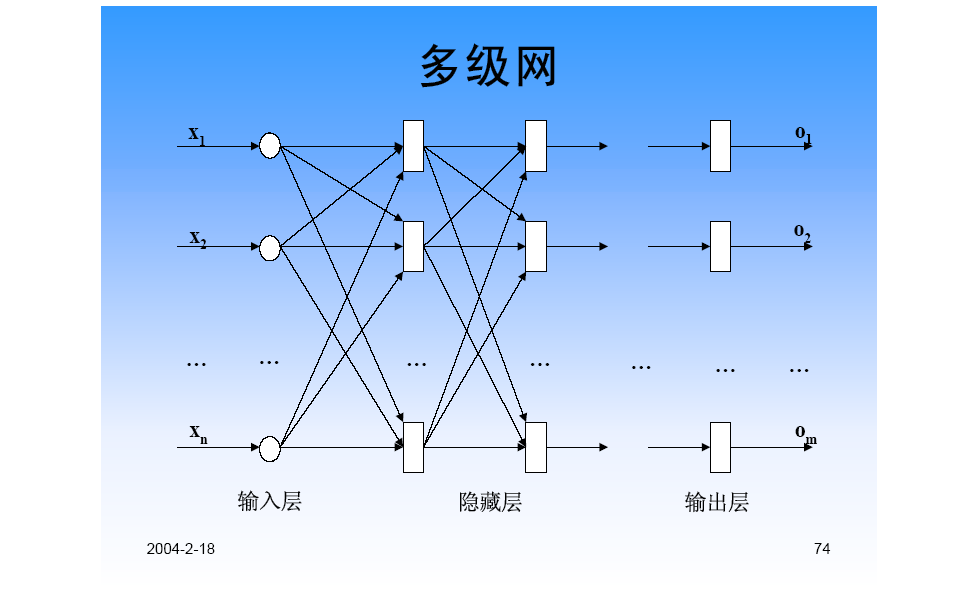 多级网
x1 o1
x2 o2
… … … … … … …
xn om
输入层 隐藏层 输出层
2004-2-18 74